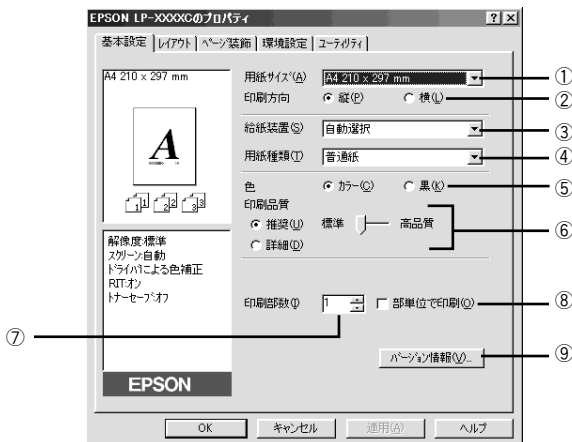 EPSON LP-XXXXCのプロパティ
基本設定 レイアウト ページ装飾 環境設定 ユーティリティ
A4 210 × 297 mm
A
1 1 2 2 3 3
解像度:標準
スクリーン:自動
ドライバによる色補正
RIT:オン
トナーセーブ:オフ
EPSON
用紙サイズ(A) A4 210 × 297 mm ①
印刷方向 縦(P) 横(L) ②
給紙装置(S) 自動選択 ③
用紙種類(T) 普通紙 ④
色 カラー(C) 黒(K) ⑤
印刷品質
推奨(U) 標準 高品質 ⑥
詳細(D)
印刷部数(I) 1 部単位で印刷(O) ⑧
⑦
バージョン情報(V)... ⑨
OK キャンセル 適用(A) ヘルプ